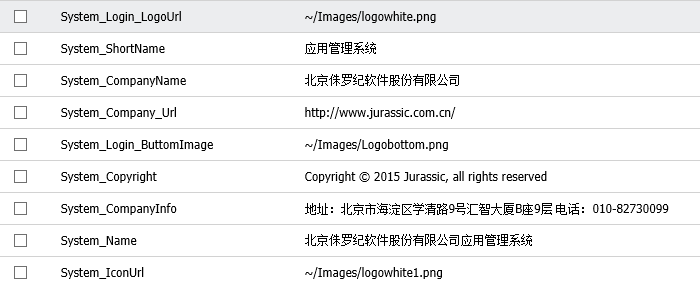 System_Login_LogoUrl ~/Images/logowhite.png
System_ShortName 应用管理系统
System_CompanyName 北京侏罗纪软件股份有限公司
System_Company_Url http://www.jurassic.com.cn/
System_Login_ButtomImage ~/Images/Logobottom.png
System_Copyright Copyright © 2015 Jurassic, all rights reserved
System_CompanyInfo 地址：北京市海淀区学清路9号汇智大厦B座9层 电话：010-82730099
System_Name 北京侏罗纪软件股份有限公司应用管理系统
System_IconUrl ~/Images/logowhite1.png